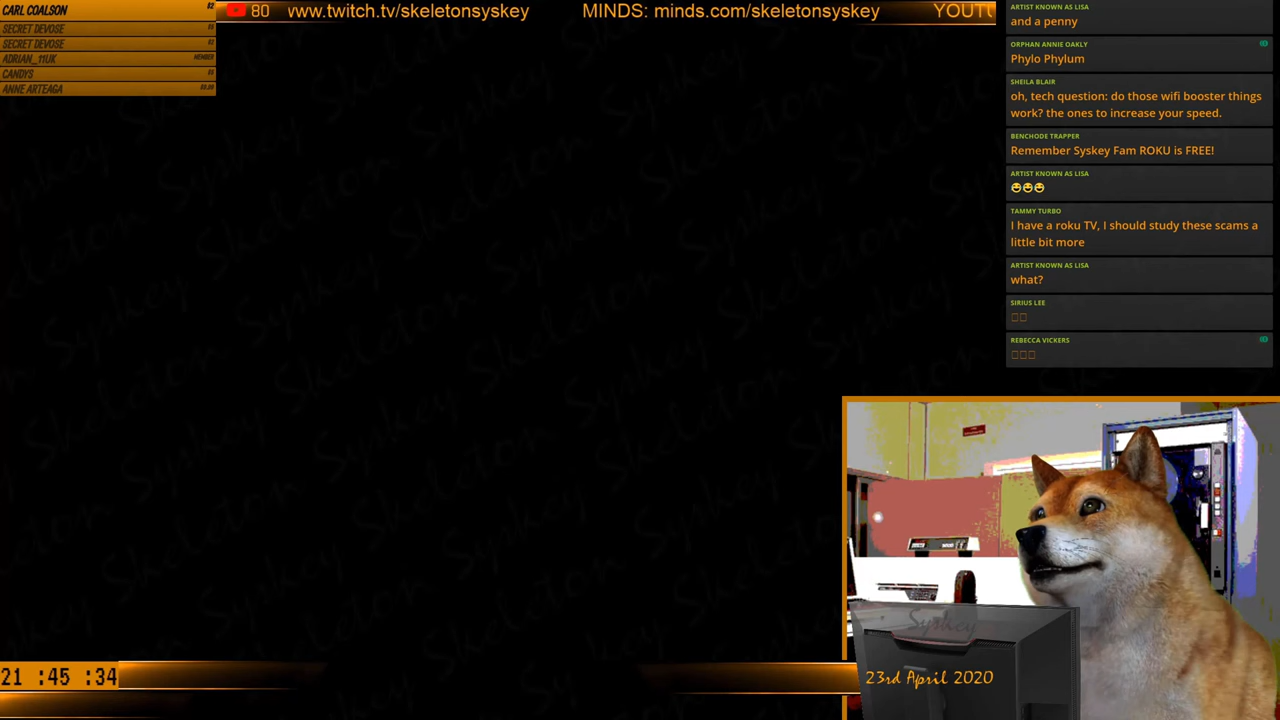 CARL COALSON $2
SECRET DEVOSE
SECRET DEVOSE
ADRIAN_11UK MEMBER
CANDYS
ANNE ARTEAGA
80 www.twitch.tv/skeletonsyskey MINDS: minds.com/skeletonsyskey YOUT
ARTIST KNOWN AS LISA
and a penny
ORPHAN ANNIE OAKLY
Phylo Phylum
SHEILA BLAIR
oh, tech question: do those wifi booster things
work? the ones to increase your speed.
BENCHODE TRAPPER
Remember Syskey Fam ROKU is FREE!
ARTIST KNOWN AS LISA
😂😂😂
TAMMY TURBO
I have a roku TV, I should study these scams a
little bit more
ARTIST KNOWN AS LISA
what?
SIRIUS LEE
REBECCA VICKERS
Syskey
23rd April 2020
21 :45 :34